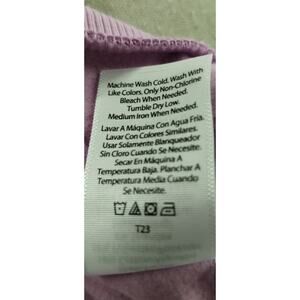 Machine Wash Cold. Wash With
Like Colors. Only Non-Chlorine
Bleach When Needed.
Tumble Dry Low.
Medium Iron When Needed.
Lavar A Máquina Con Agua Fria.
Lavar Con Colores Similares.
Usar Solamente Blanqueador
Sin Cloro Cuando Se Necesite.
Secar En Máquina A
Temperatura Baja. Planchar A
Temperatura Media Cuando
Se Necesite.
T23